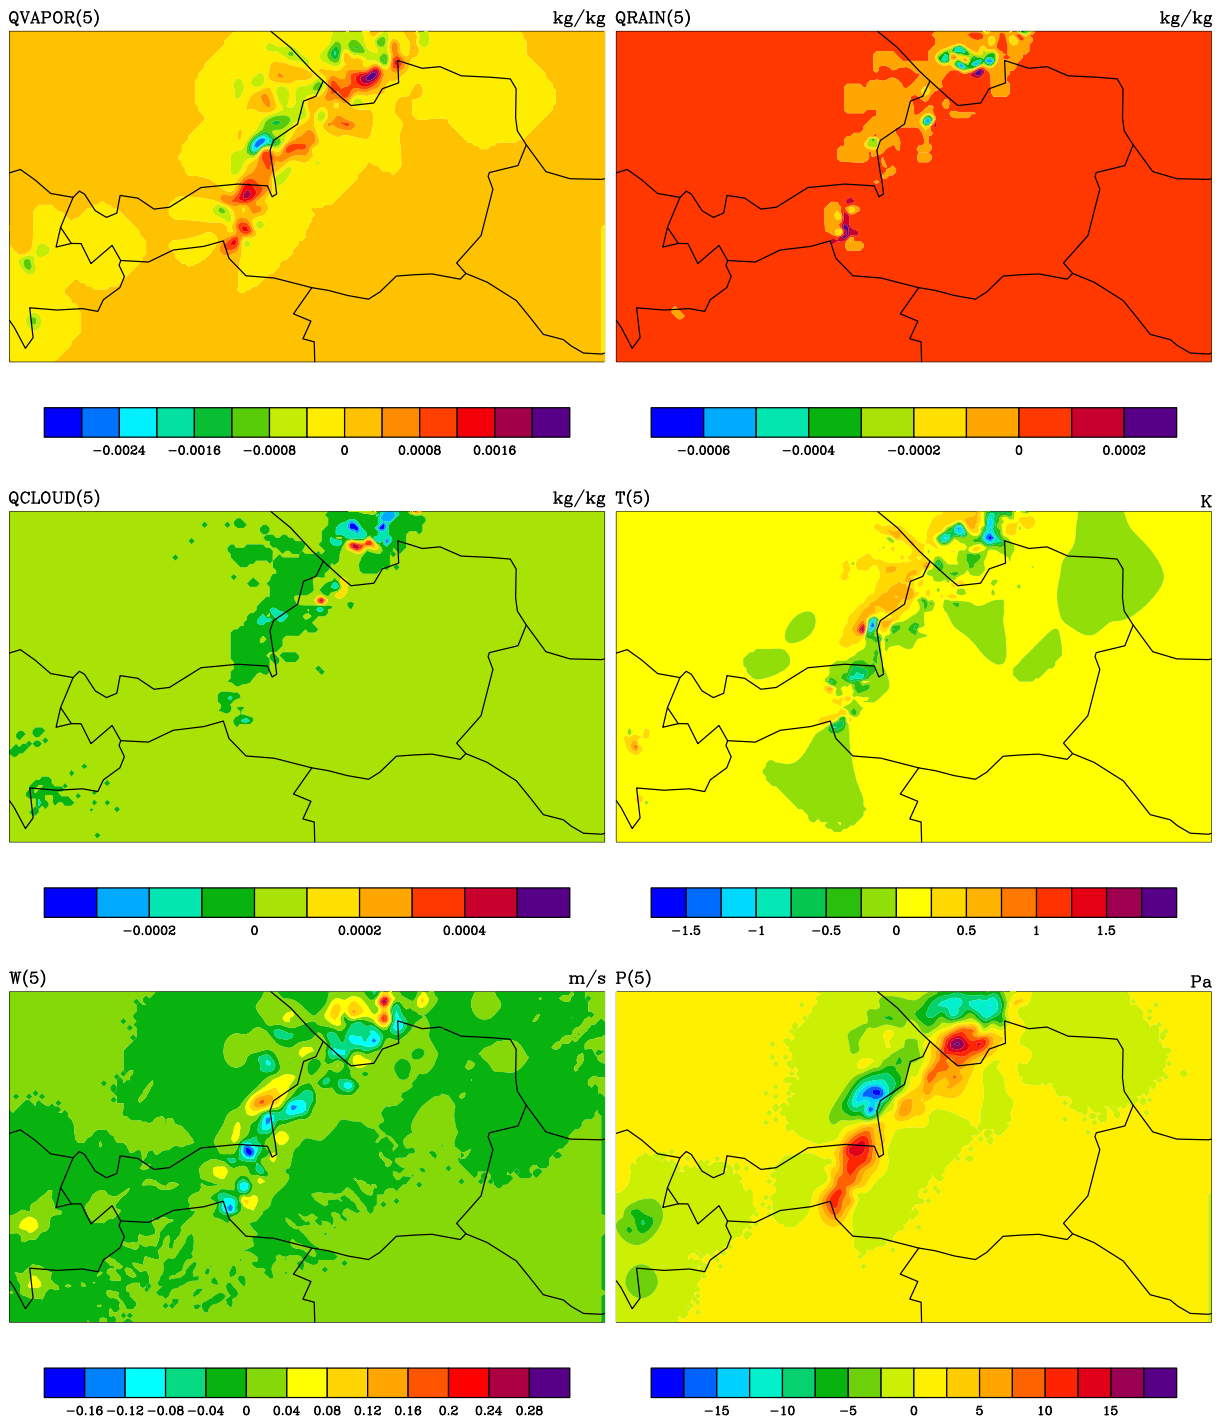 QVAPOR(5) kg/kg QRAIN(5) kg/kg
-0.0024 -0.0016 -0.0008 0 0.0008 0.0016 -0.0006 -0.0004 -0.0002 0 0.0002
QCLOUD(5) kg/kg T(5) K
-0.0002 0 0.0002 0.0004 -1.5 -1 -0.5 0 0.5 1 1.5
W(5) m/s P(5) Pa
-0.16 -0.12 -0.08 -0.04 0 0.04 0.08 0.12 0.16 0.2 0.24 0.28 -15 -10 -5 0 5 10 15